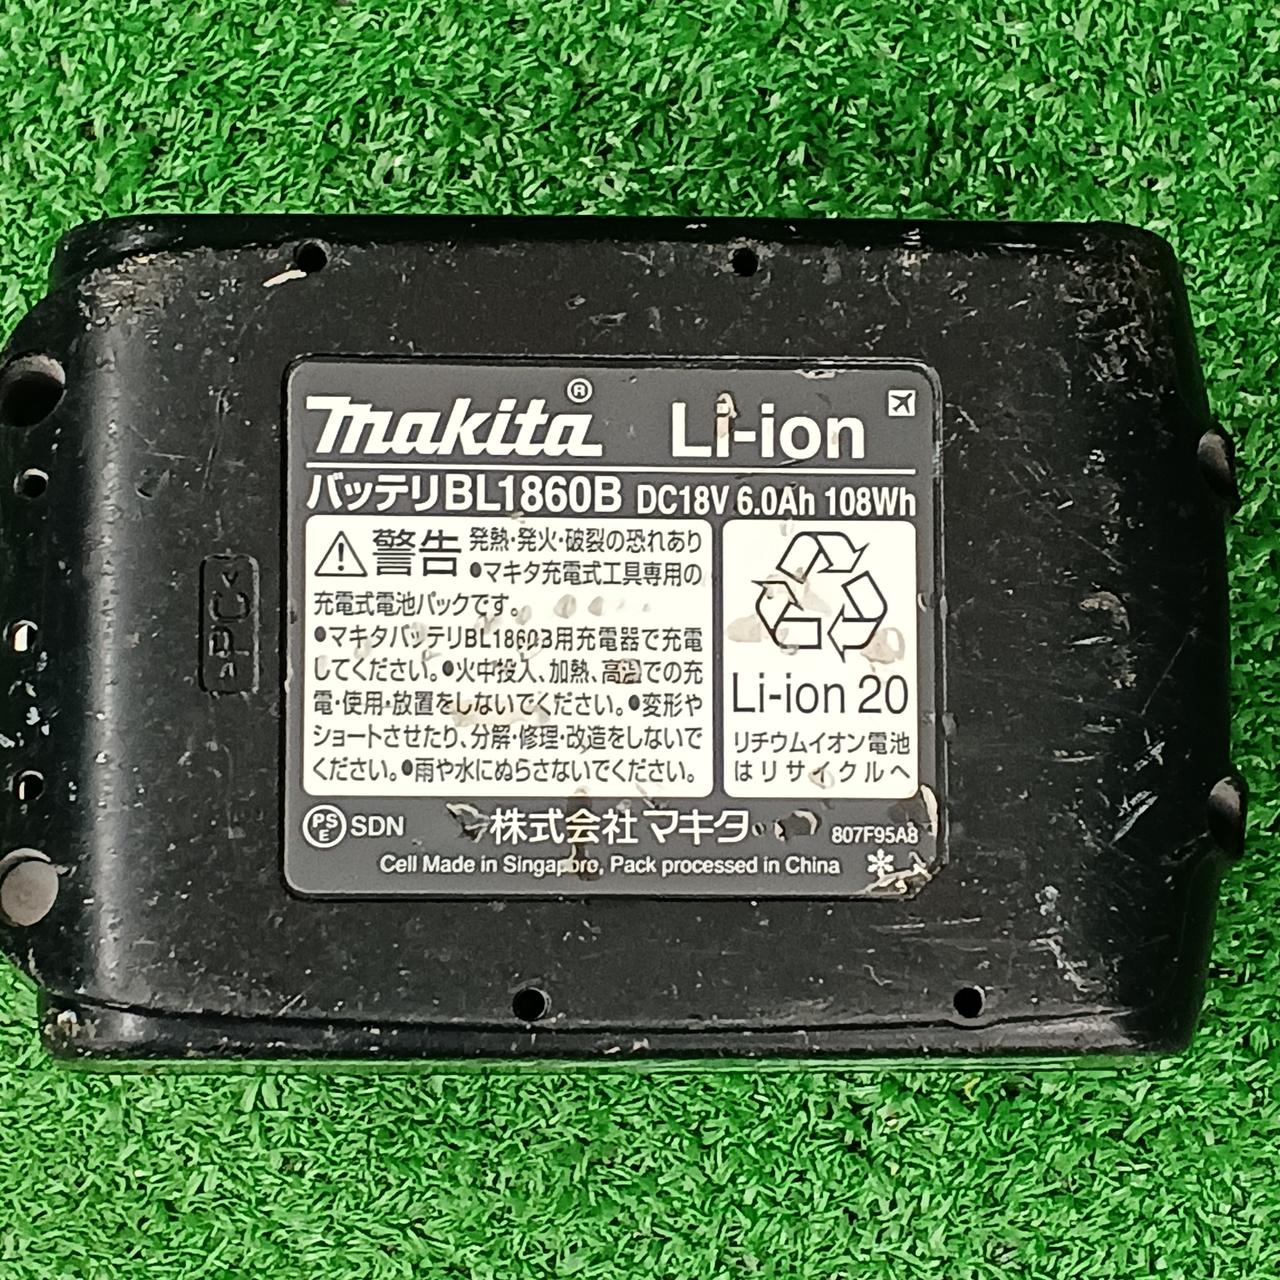 makita® Li-ion
バッテリBL1860B DC18V 6.0Ah 108Wh
警告 発熱・発火・破裂の恐れあり
●マキタ充電式工具専用の
充電式電池パックです。
●マキタバッテリBL1860B用充電器で充電
してください。●火中投入、加熱、高温での充
電・使用・放置をしないでください。●変形や
ショートさせたり、分解・修理・改造をしないで
ください。●雨や水にぬらさないでください。
Li-ion 20
リチウムイオン電池
はリサイクルへ
PS E SDN 株式会社マキタ 807F95A8
Cell Made in Singapore, Pack processed in China ✻